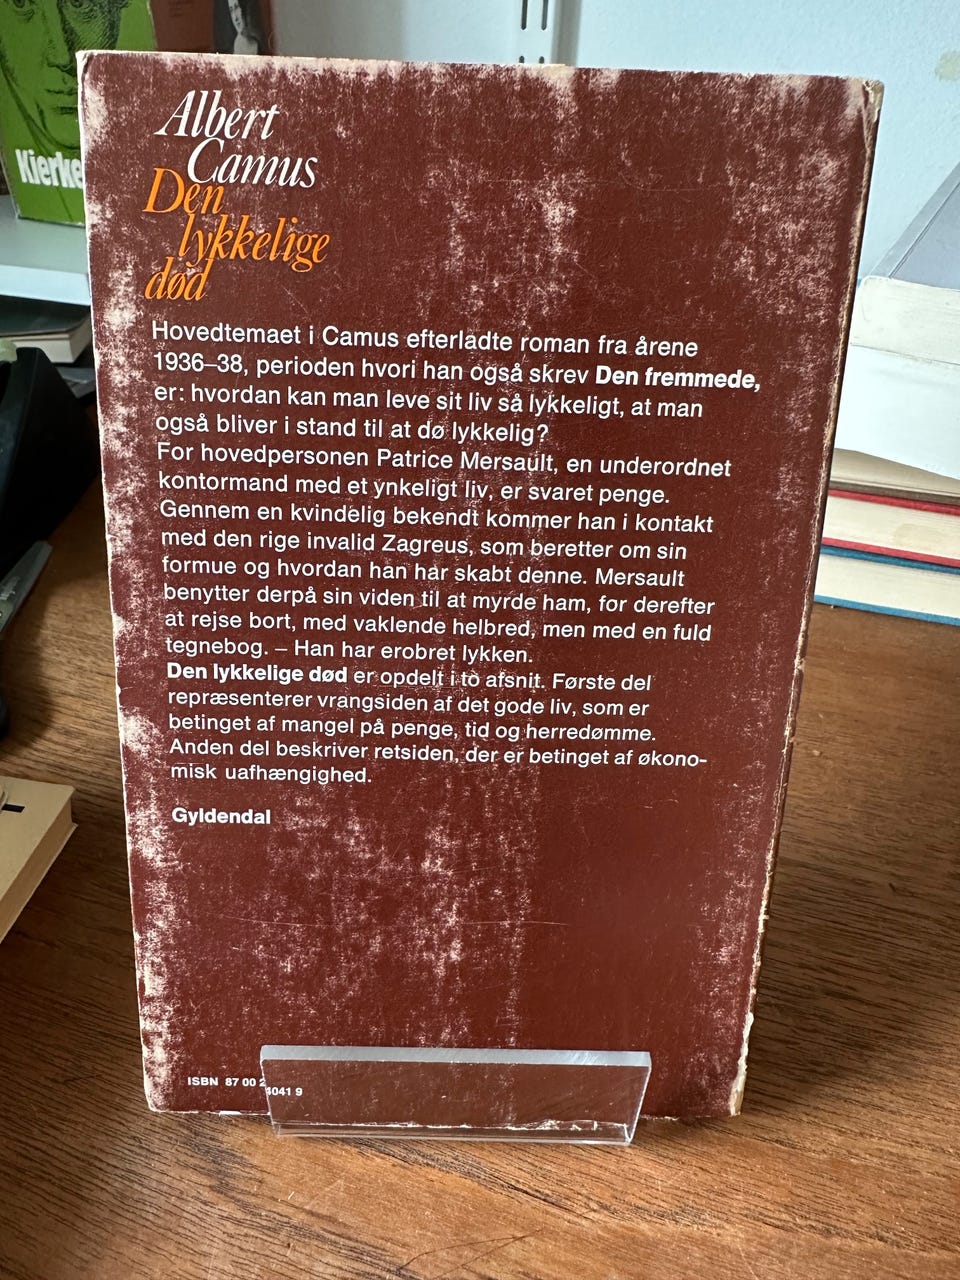 Albert
Camus
Den
lykkelige
død
Hovedtemaet i Camus efterladte roman fra årene
1936–38, perioden hvori han også skrev Den fremmede,
er: hvordan kan man leve sit liv så lykkeligt, at man
også bliver i stand til at dø lykkelig?
For hovedpersonen Patrice Mersault, en underordnet
kontormand med et ynkeligt liv, er svaret penge.
Gennem en kvindelig bekendt kommer han i kontakt
med den rige invalid Zagreus, som beretter om sin
formue og hvordan han har skabt denne. Mersault
benytter derpå sin viden til at myrde ham, for derefter
at rejse bort, med vaklende helbred, men med en fuld
tegnebog. – Han har erobret lykken.
Den lykkelige død er opdelt i to afsnit. Første del
repræsenterer vrangsiden af det gode liv, som er
betinget af mangel på penge, tid og herredømme.
Anden del beskriver retsiden, der er betinget af økono-
misk uafhængighed.
Gyldendal
ISBN 87 00 2 4041 9
Kierke